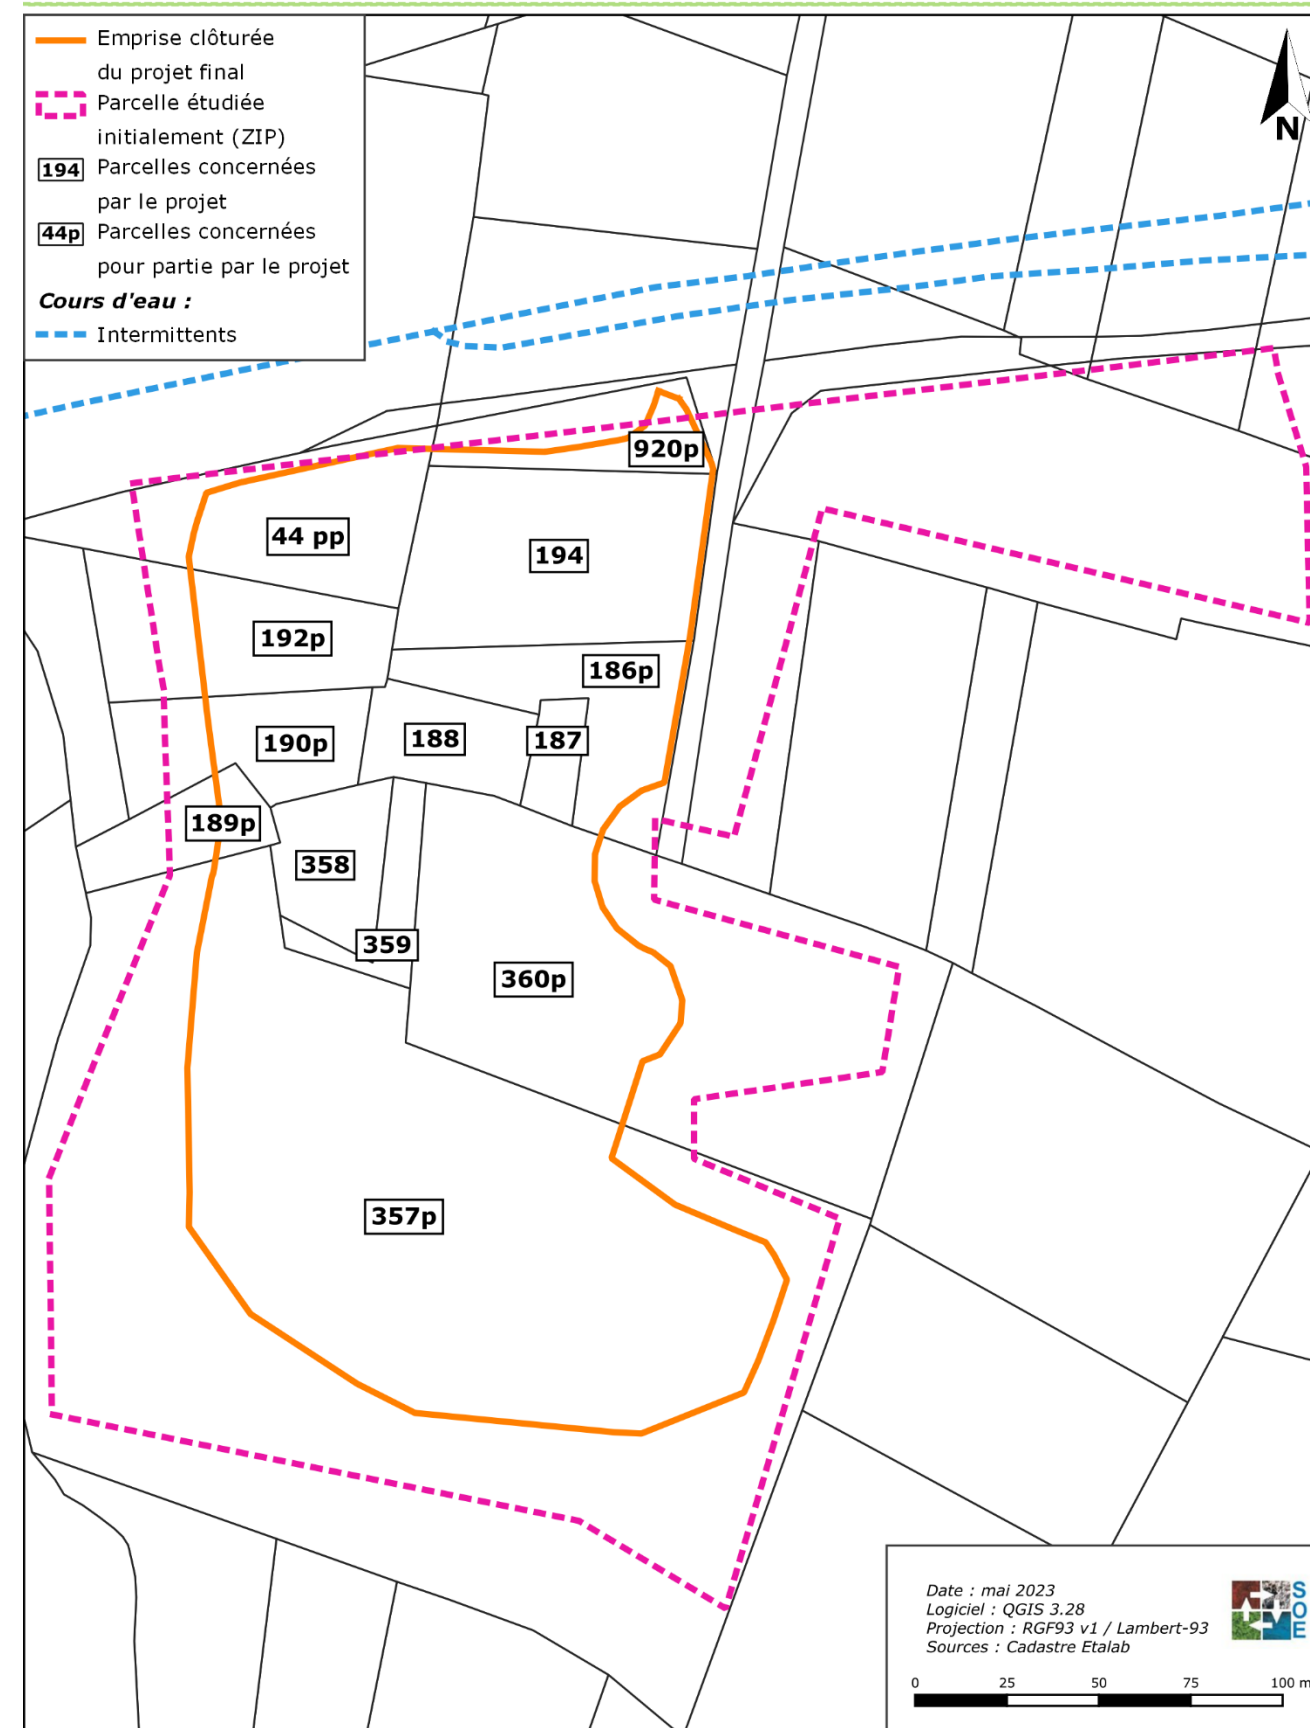 Emprise clôturée
du projet final
Parcelle étudiée
initialement (ZIP)
194 Parcelles concernées
par le projet
44p Parcelles concernées
pour partie par le projet
Cours d'eau :
Intermittents
N
920p
44 pp
194
192p
186p
190p
188
187
189p
358
359
360p
357p
Date : mai 2023
Logiciel : QGIS 3.28
Projection : RGF93 v1 / Lambert-93
Sources : Cadastre Etalab
SOE
0 25 50 75 100 m